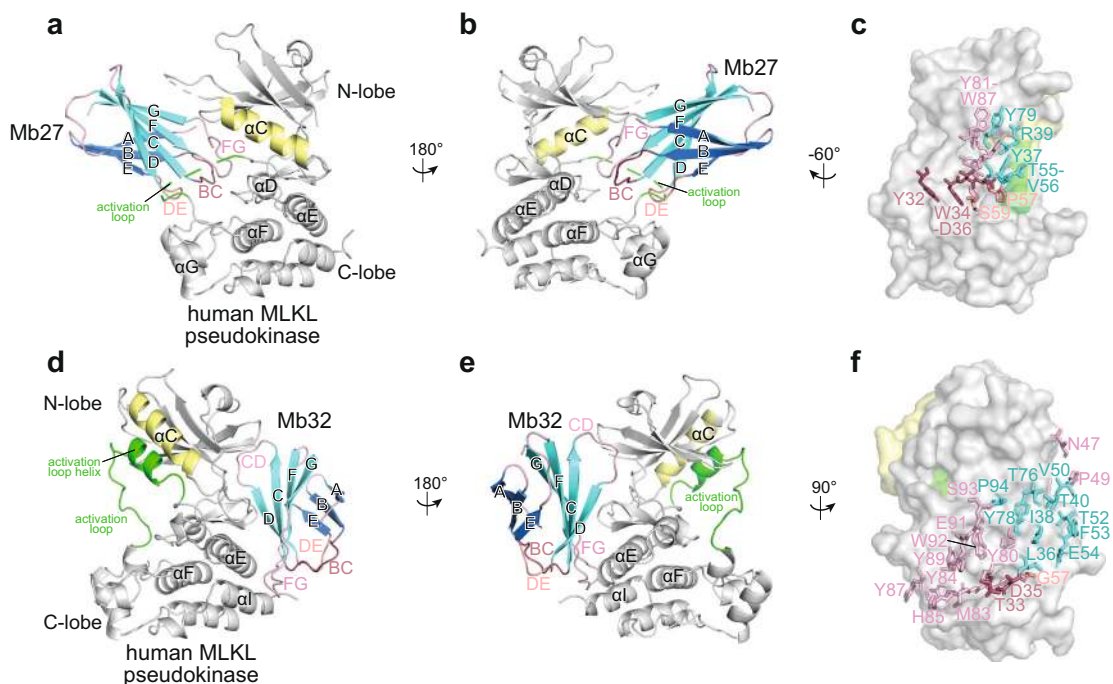 a
N-lobe
αC
G
F
C
D
A
B
E
FG
BC
Mb27
activation
loop
DE
αD
αE
αF
αG
C-lobe
human MLKL
pseudokinase
180°
b
Mb27
G
F
C
D
A
B
E
αC
FG
BC
αD
activation
loop
DE
αE
αF
αG
-60°
c
Y81-
W87
Y79
R39
Y37
T55-
V56
P57
S59
Y32
W34
-D36
d
N-lobe
αC
Mb32
activation
loop helix
CD
F
G
A
C
B
D
E
activation
loop
DE
BC
αE
αF
αI
FG
C-lobe
human MLKL
pseudokinase
180°
e
Mb32
CD
αC
G
F
A
B
C
E
D
activation
loop
BC
FG
DE
αE
αF
αI
90°
f
N47
S93
P94
T76
V50
P49
T40
Y78
I38
T52
F53
E91
W92
Y80
L36
E54
Y89
G57
Y84
D35
Y87
T33
H85
M83